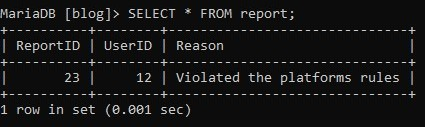 MariaDB [blog]> SELECT * FROM report;
+----------+--------+------------------------------+
| ReportID | UserID | Reason                       |
+----------+--------+------------------------------+
|       23 |     12 | Violated the platforms rules |
+----------+--------+------------------------------+
1 row in set (0.001 sec)